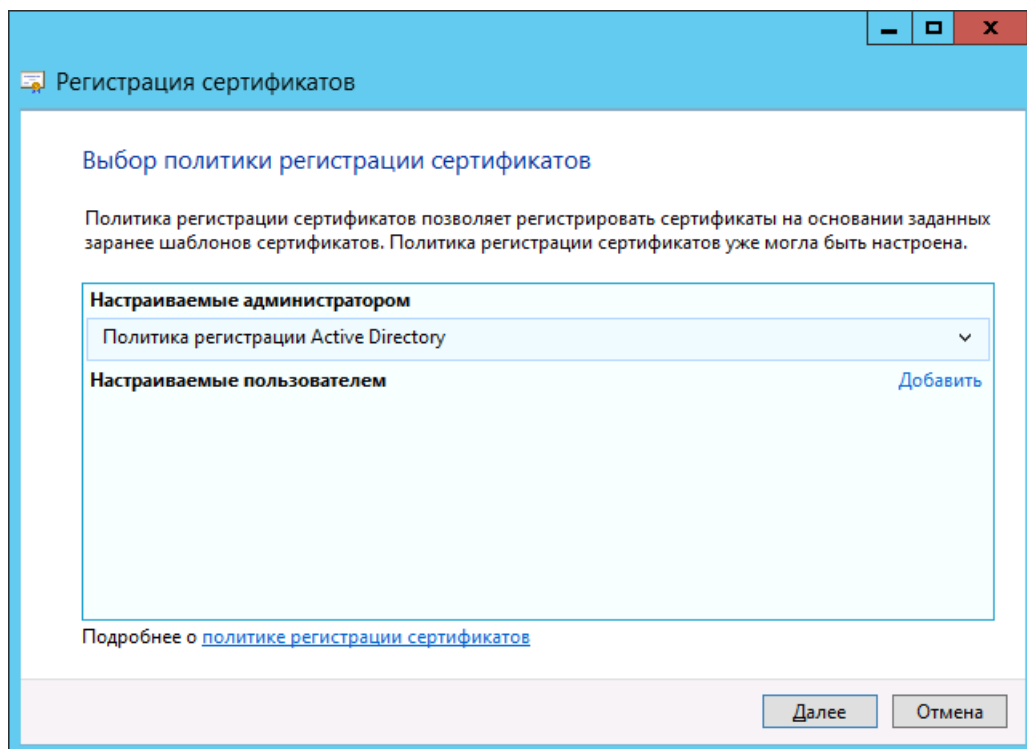 Регистрация сертификатов
Выбор политики регистрации сертификатов
Политика регистрации сертификатов позволяет регистрировать сертификаты на основании заданных
заранее шаблонов сертификатов. Политика регистрации сертификатов уже могла быть настроена.
Настраиваемые администратором
Политика регистрации Active Directory
Настраиваемые пользователем Добавить
Подробнее о политике регистрации сертификатов
Далее Отмена